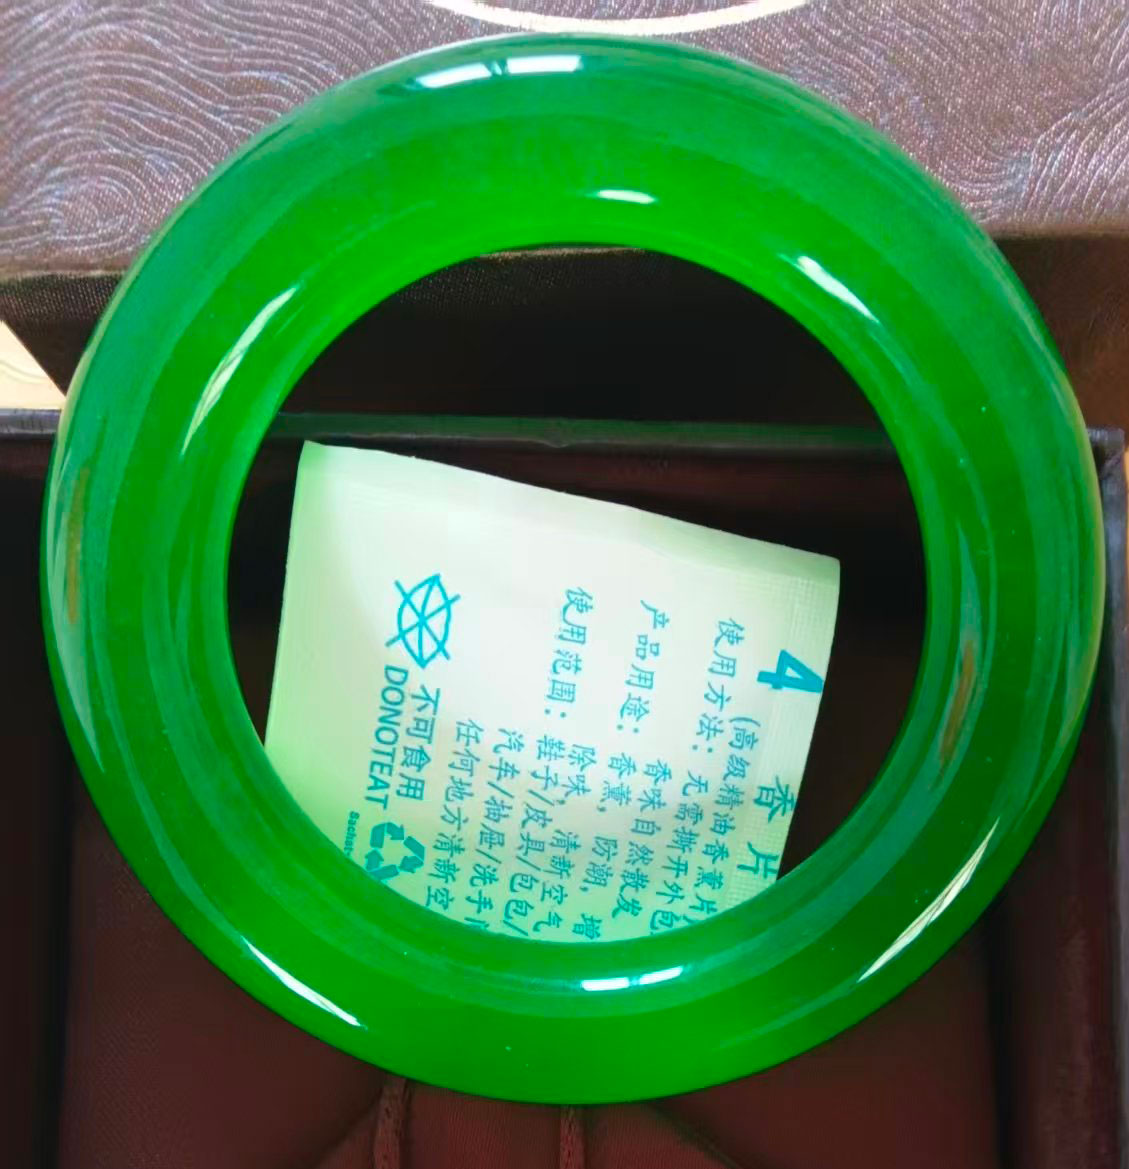 4
香 片
(高级精油香薰片
使用方法：无需撕开外包
香味自然散发
产品用途：香薰，防潮，增
除味，清新空气
使用范围：鞋子/皮具/包包/
汽车/抽屉/洗手
任何地方清新空
不可食用
DONOTEAT